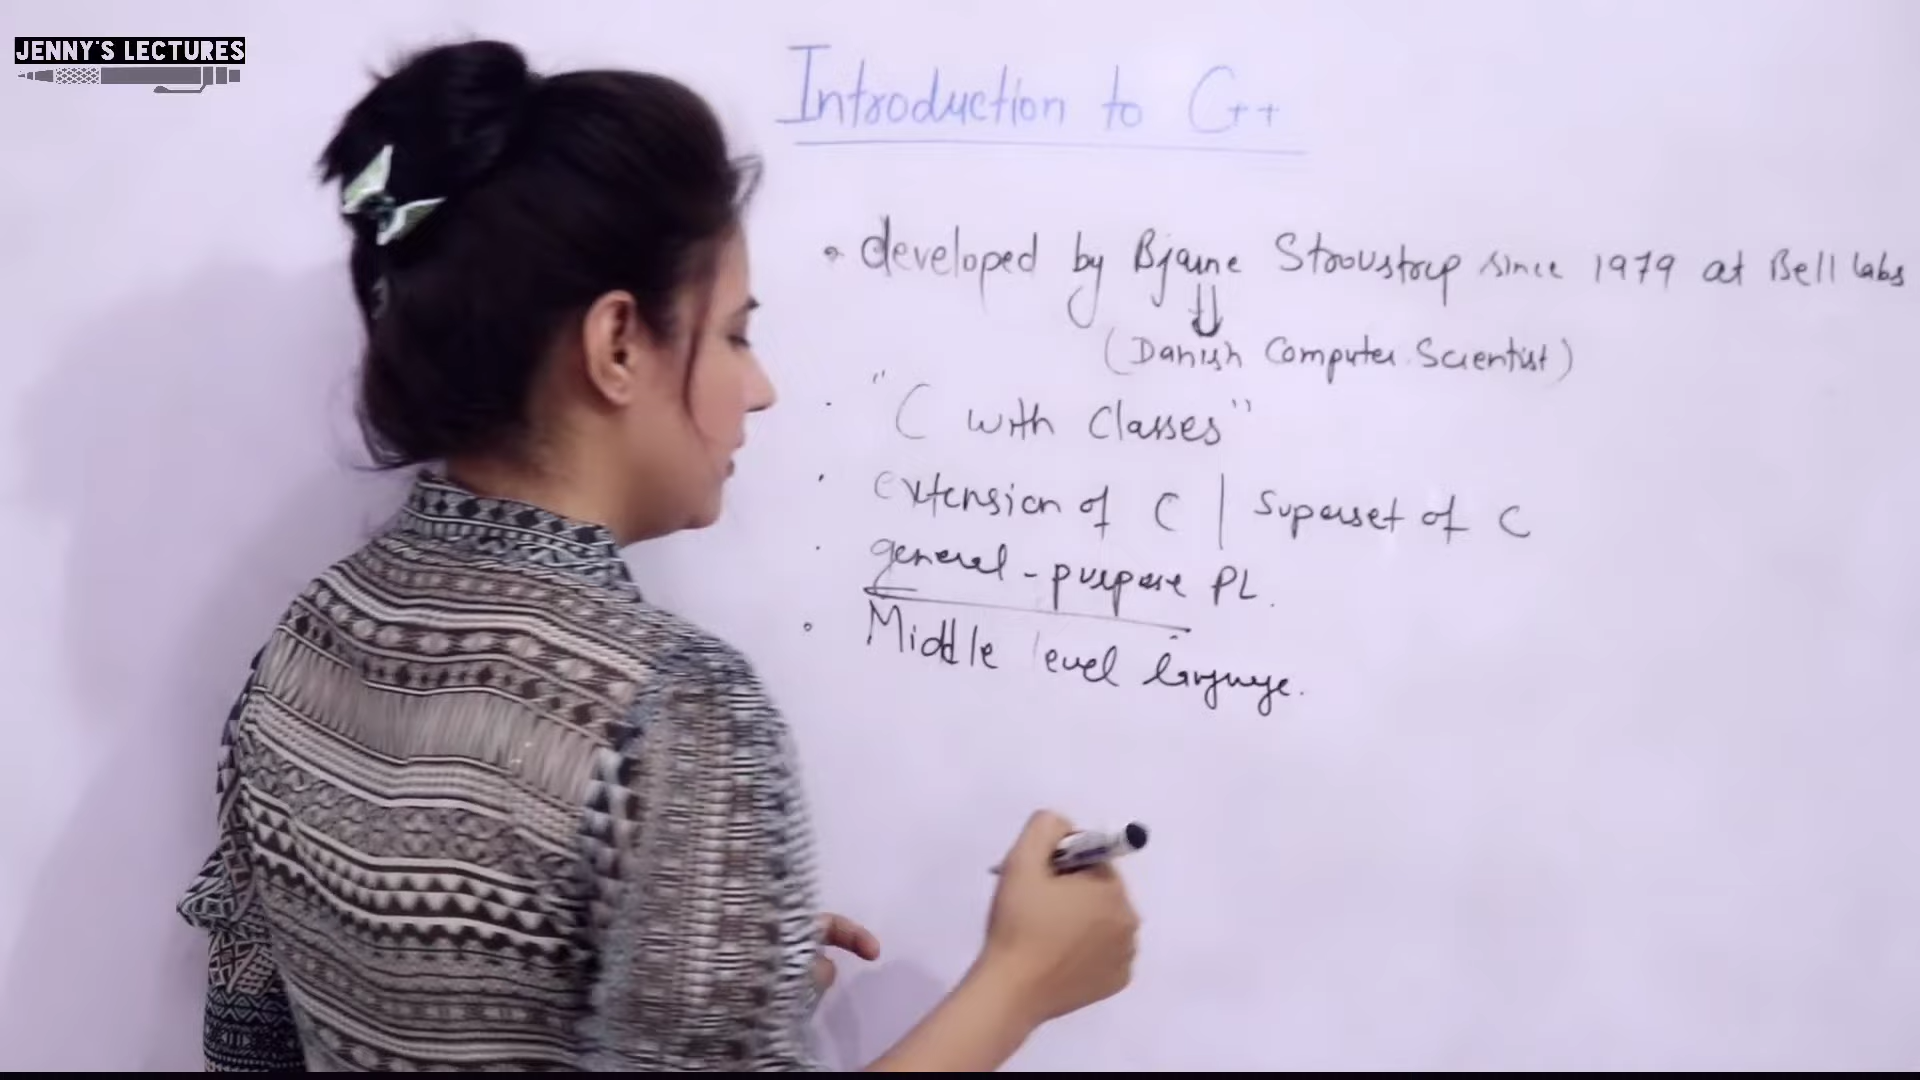 JENNY'S LECTURES
Introduction to C++
• developed by Bjarne Stroustrup since 1979 at Bell labs
(Danish Computer Scientist)
• "C with Classes"
• extension of C | Superset of C
• general-purpose PL.
• Middle level language.